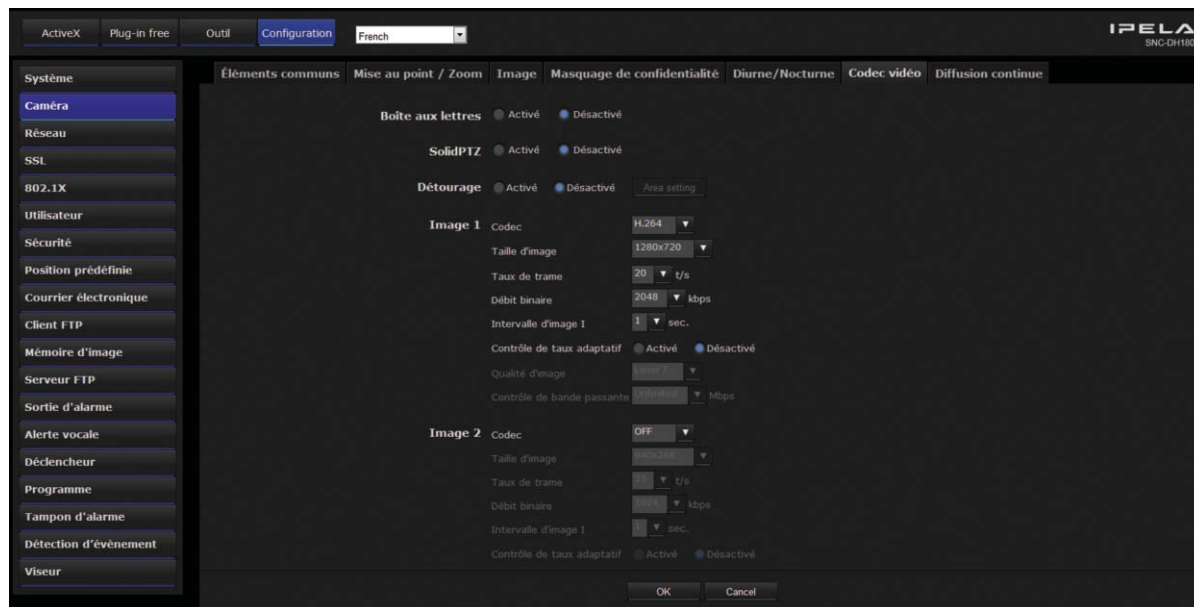 ActiveX Plug-in free Outil Configuration French
IPELA
SNC-DH180
Système
Caméra
Réseau
SSL
802.1X
Utilisateur
Sécurité
Position prédéfinie
Courrier électronique
Client FTP
Mémoire d'image
Serveur FTP
Sortie d'alarme
Alerte vocale
Déclencheur
Programme
Tampon d'alarme
Détection d'évènement
Viseur
Éléments communs Mise au point / Zoom Image Masquage de confidentialité Diurne/Nocturne Codec vidéo Diffusion continue
Boîte aux lettres Activé Désactivé
SolidPTZ Activé Désactivé
Détourage Activé Désactivé Area setting
Image 1 Codec H.264
Taille d'image 1280x720
Taux de trame 20 t/s
Débit binaire 2048 kbps
Intervalle d'image I 1 sec.
Contrôle de taux adaptatif Activé Désactivé
Qualité d'image Level 7
Contrôle de bande passante Unlimited Mbps
Image 2 Codec OFF
Taille d'image 640x368
Taux de trame t/s
Débit binaire 1024 kbps
Intervalle d'image I 1 sec.
Contrôle de taux adaptatif Activé Désactivé
OK Cancel